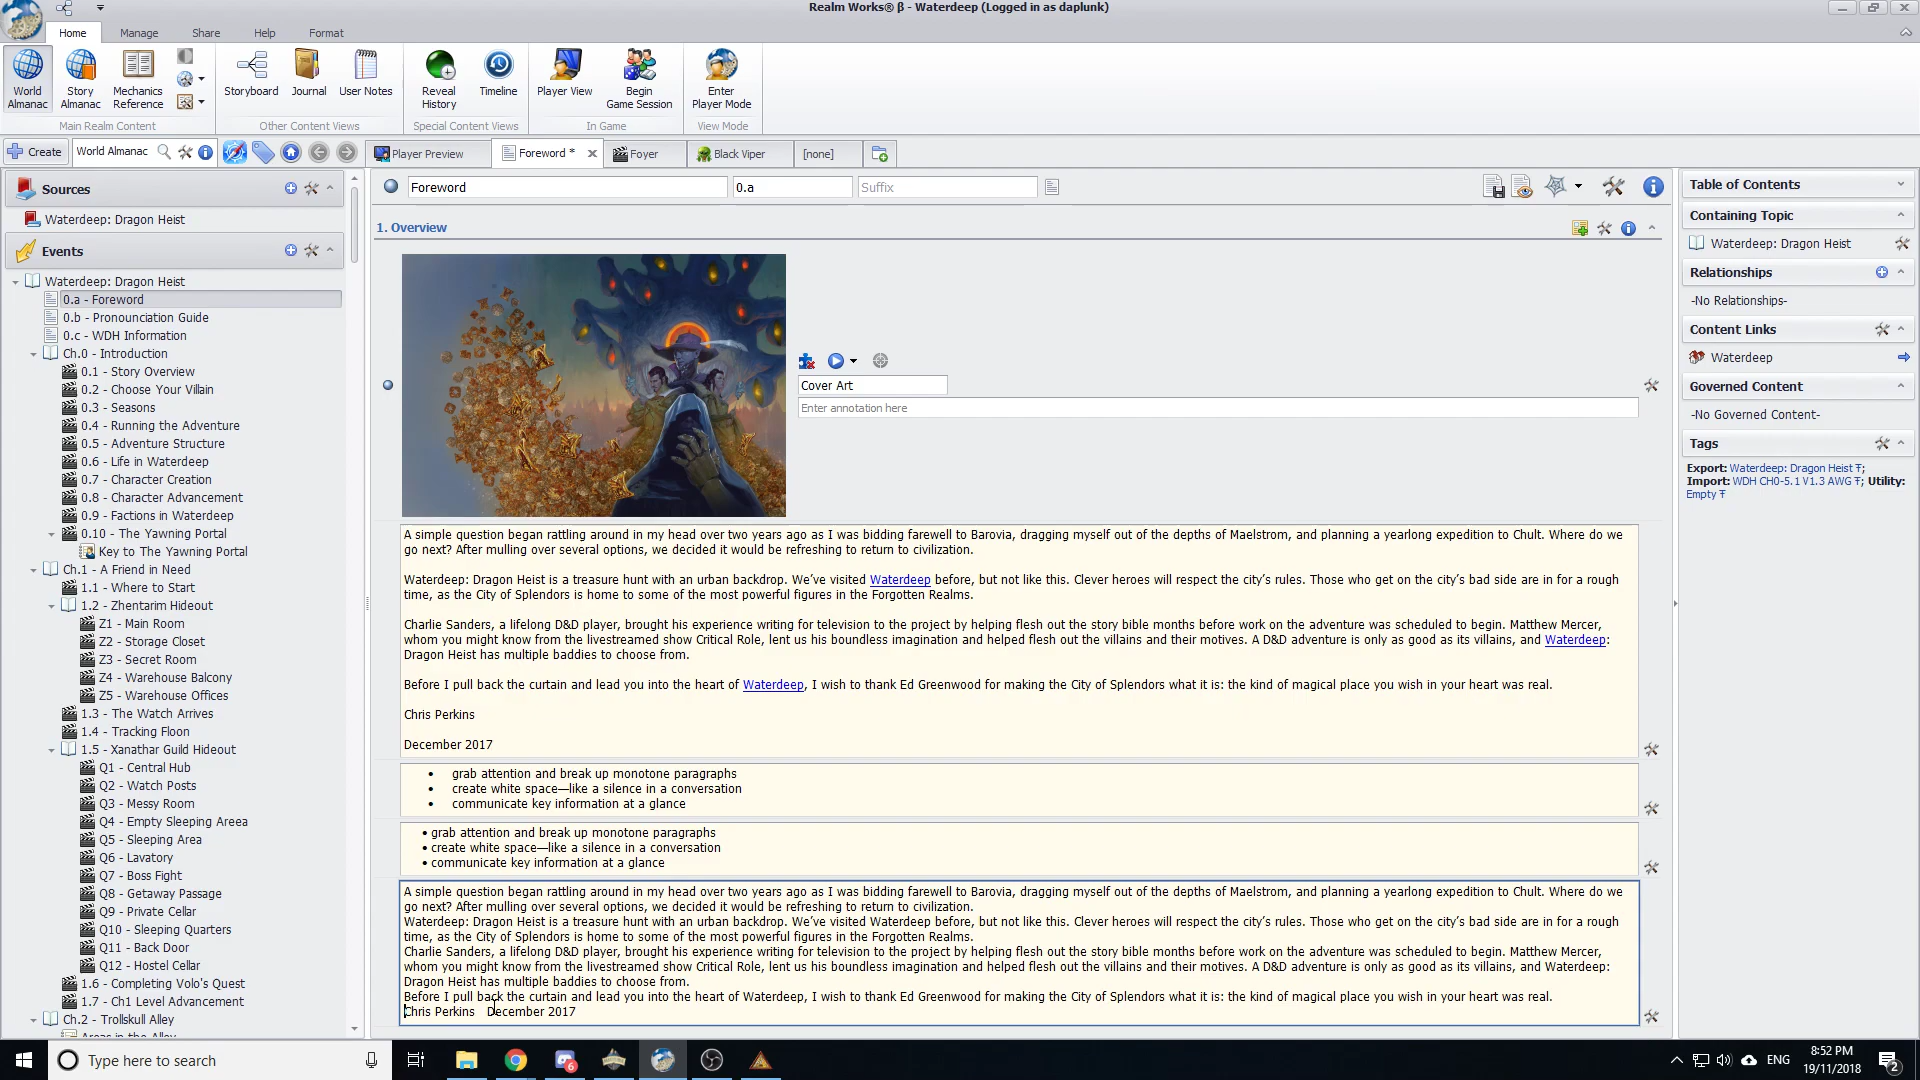 Realm Works® β - Waterdeep (Logged in as daplunk)
Home Manage Share Help Format
World Almanac
Story Almanac
Mechanics Reference
Storyboard
Journal
User Notes
Reveal History
Timeline
Player View
Begin Game Session
Enter Player Mode
Main Realm Content
Other Content Views
Special Content Views
In Game
View Mode
Create World Almanac
Player Preview Foreword * Foyer Black Viper [none]
Sources
Waterdeep: Dragon Heist
Events
Waterdeep: Dragon Heist
0.a - Foreword
0.b - Pronounciation Guide
0.c - WDH Information
Ch.0 - Introduction
0.1 - Story Overview
0.2 - Choose Your Villain
0.3 - Seasons
0.4 - Running the Adventure
0.5 - Adventure Structure
0.6 - Life in Waterdeep
0.7 - Character Creation
0.8 - Character Advancement
0.9 - Factions in Waterdeep
0.10 - The Yawning Portal
Key to The Yawning Portal
Ch.1 - A Friend in Need
1.1 - Where to Start
1.2 - Zhentarim Hideout
Z1 - Main Room
Z2 - Storage Closet
Z3 - Secret Room
Z4 - Warehouse Balcony
Z5 - Warehouse Offices
1.3 - The Watch Arrives
1.4 - Tracking Floon
1.5 - Xanathar Guild Hideout
Q1 - Central Hub
Q2 - Watch Posts
Q3 - Messy Room
Q4 - Empty Sleeping Areea
Q5 - Sleeping Area
Q6 - Lavatory
Q7 - Boss Fight
Q8 - Getaway Passage
Q9 - Private Cellar
Q10 - Sleeping Quarters
Q11 - Back Door
Q12 - Hostel Cellar
1.6 - Completing Volo's Quest
1.7 - Ch1 Level Advancement
Ch.2 - Trollskull Alley
Areas in the Alley
Foreword 0.a Suffix
1. Overview
Cover Art
Enter annotation here
A simple question began rattling around in my head over two years ago as I was bidding farewell to Barovia, dragging myself out of the depths of Maelstrom, and planning a yearlong expedition to Chult. Where do we
go next? After mulling over several options, we decided it would be refreshing to return to civilization.
Waterdeep: Dragon Heist is a treasure hunt with an urban backdrop. We've visited Waterdeep before, but not like this. Clever heroes will respect the city's rules. Those who get on the city's bad side are in for a rough
time, as the City of Splendors is home to some of the most powerful figures in the Forgotten Realms.
Charlie Sanders, a lifelong D&D player, brought his experience writing for television to the project by helping flesh out the story bible months before work on the adventure was scheduled to begin. Matthew Mercer,
whom you might know from the livestreamed show Critical Role, lent us his boundless imagination and helped flesh out the villains and their motives. A D&D adventure is only as good as its villains, and Waterdeep:
Dragon Heist has multiple baddies to choose from.
Before I pull back the curtain and lead you into the heart of Waterdeep, I wish to thank Ed Greenwood for making the City of Splendors what it is: the kind of magical place you wish in your heart was real.
Chris Perkins
December 2017
• grab attention and break up monotone paragraphs
• create white space—like a silence in a conversation
• communicate key information at a glance
• grab attention and break up monotone paragraphs
• create white space—like a silence in a conversation
• communicate key information at a glance
A simple question began rattling around in my head over two years ago as I was bidding farewell to Barovia, dragging myself out of the depths of Maelstrom, and planning a yearlong expedition to Chult. Where do we
go next? After mulling over several options, we decided it would be refreshing to return to civilization.
Waterdeep: Dragon Heist is a treasure hunt with an urban backdrop. We've visited Waterdeep before, but not like this. Clever heroes will respect the city's rules. Those who get on the city's bad side are in for a rough
time, as the City of Splendors is home to some of the most powerful figures in the Forgotten Realms.
Charlie Sanders, a lifelong D&D player, brought his experience writing for television to the project by helping flesh out the story bible months before work on the adventure was scheduled to begin. Matthew Mercer,
whom you might know from the livestreamed show Critical Role, lent us his boundless imagination and helped flesh out the villains and their motives. A D&D adventure is only as good as its villains, and Waterdeep:
Dragon Heist has multiple baddies to choose from.
Before I pull back the curtain and lead you into the heart of Waterdeep, I wish to thank Ed Greenwood for making the City of Splendors what it is: the kind of magical place you wish in your heart was real.
Chris Perkins December 2017
Table of Contents
Containing Topic
Waterdeep: Dragon Heist
Relationships
-No Relationships-
Content Links
Waterdeep
Governed Content
-No Governed Content-
Tags
Export: Waterdeep: Dragon Heist Ŧ;
Import: WDH CH0-5.1 V1.3 AWG Ŧ; Utility:
Empty Ŧ
Type here to search
6
ENG
8:52 PM
19/11/2018
2